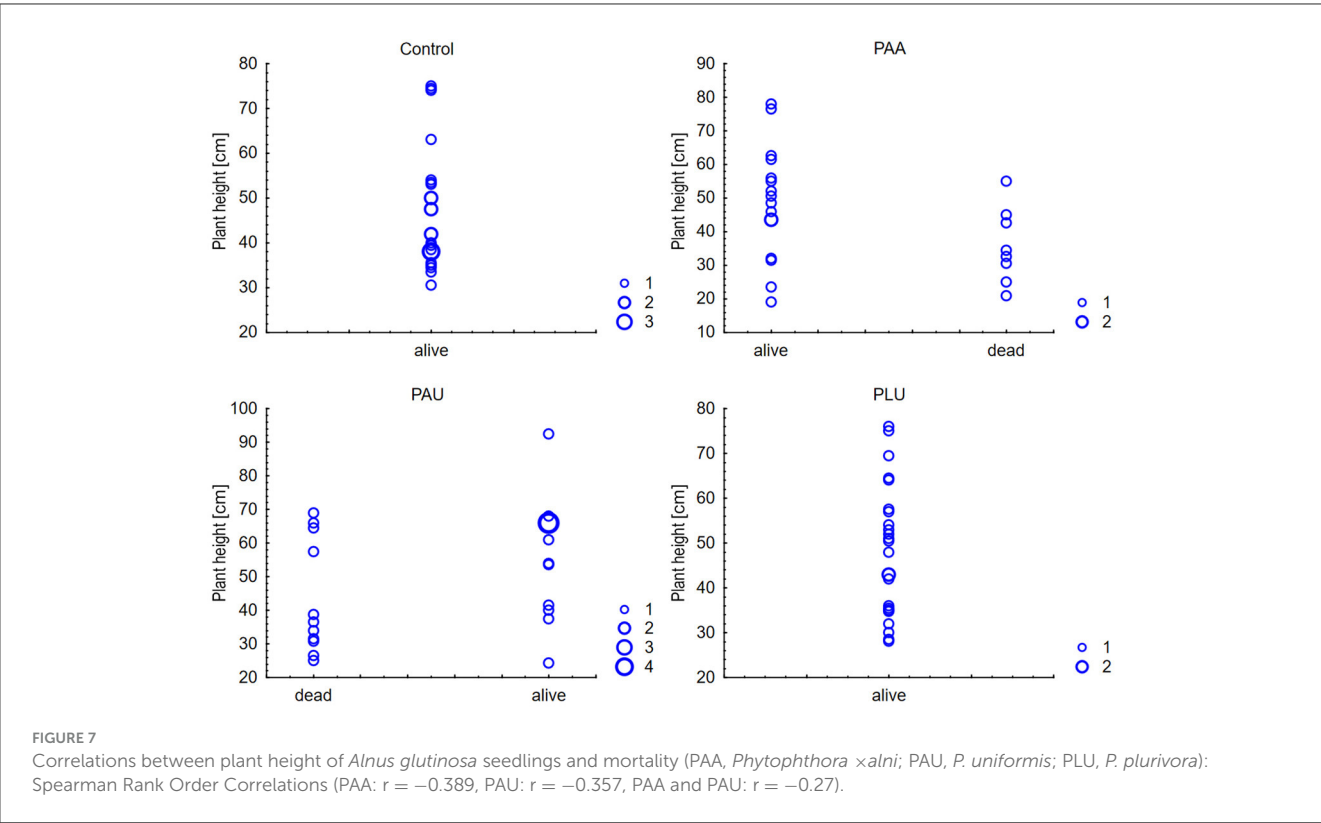 Control
80
70
60
50
40
30
20
Plant height [cm]
alive
1
2
3
PAA
90
80
70
60
50
40
30
20
10
Plant height [cm]
alive dead
1
2
PAU
100
90
80
70
60
50
40
30
20
Plant height [cm]
dead alive
1
2
3
4
PLU
80
70
60
50
40
30
20
Plant height [cm]
alive
1
2
FIGURE 7
Correlations between plant height of Alnus glutinosa seedlings and mortality (PAA, Phytophthora ×alni; PAU, P. uniformis; PLU, P. plurivora):
Spearman Rank Order Correlations (PAA: r = −0.389, PAU: r = −0.357, PAA and PAU: r = −0.27).